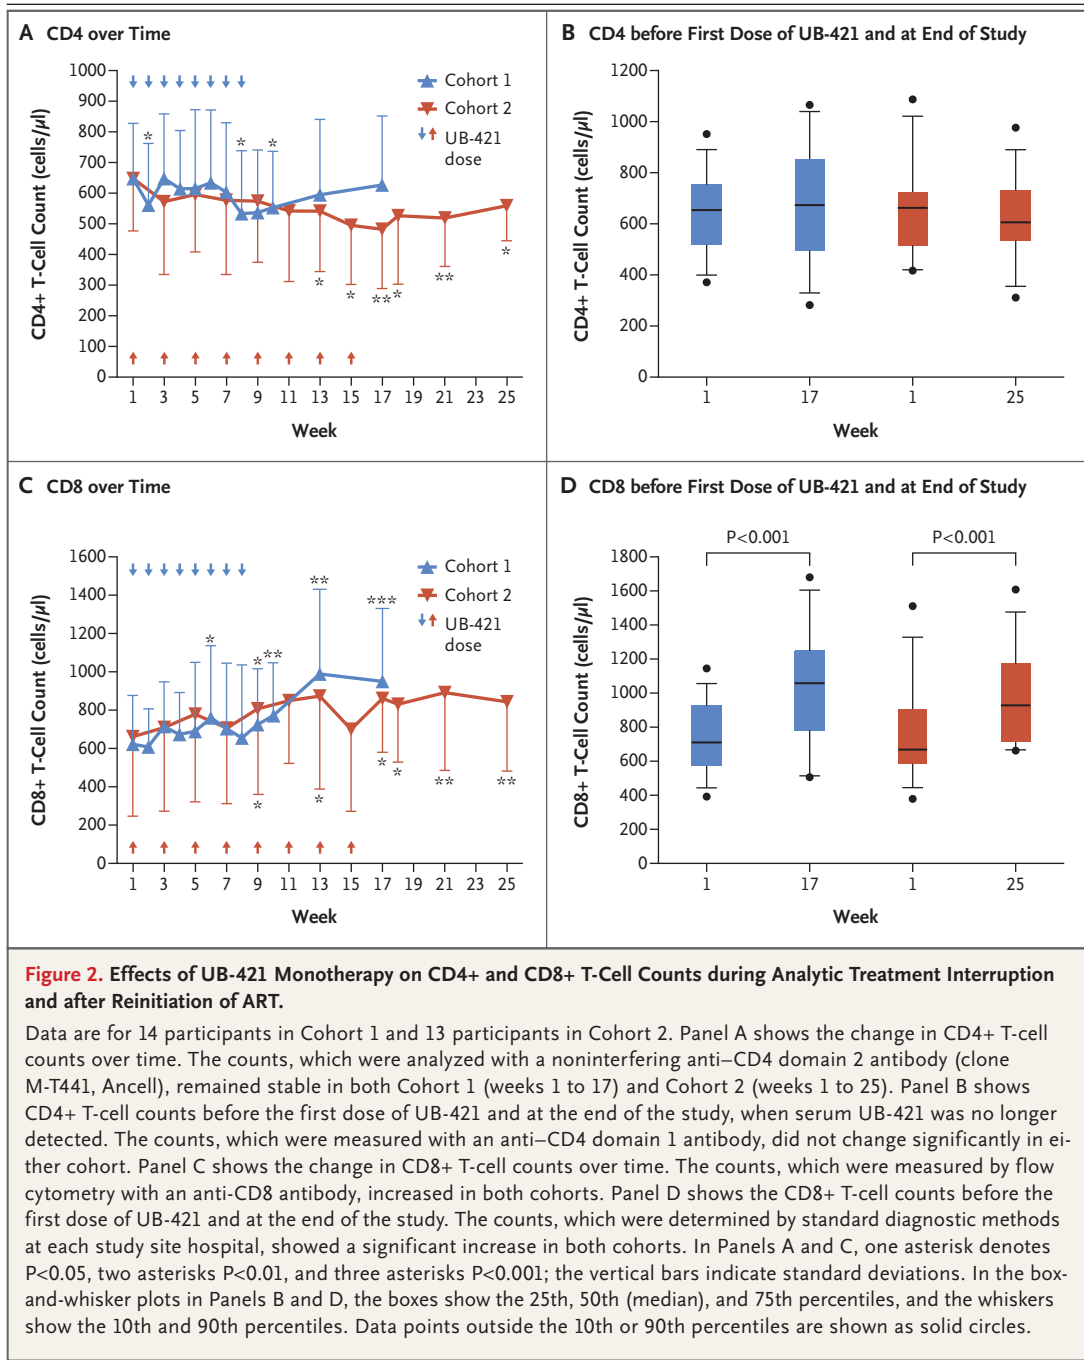 A CD4 over Time
CD4+ T-Cell Count (cells/µl)
1000
900
800
700
600
500
400
300
200
100
0
Cohort 1
Cohort 2
UB-421
dose
*
*
*
*
*
**
*
**
*
1 3 5 7 9 11 13 15 17 19 21 23 25
Week
B CD4 before First Dose of UB-421 and at End of Study
CD4+ T-Cell Count (cells/µl)
1200
1000
800
600
400
200
0
1 17 1 25
Week
C CD8 over Time
CD8+ T-Cell Count (cells/µl)
1600
1400
1200
1000
800
600
400
200
0
Cohort 1
Cohort 2
UB-421
dose
*
*
**
**
***
*
*
*
*
**
**
1 3 5 7 9 11 13 15 17 19 21 23 25
Week
D CD8 before First Dose of UB-421 and at End of Study
P<0.001 P<0.001
CD8+ T-Cell Count (cells/µl)
1800
1600
1400
1200
1000
800
600
400
200
0
1 17 1 25
Week
Figure 2. Effects of UB-421 Monotherapy on CD4+ and CD8+ T-Cell Counts during Analytic Treatment Interruption
and after Reinitiation of ART.
Data are for 14 participants in Cohort 1 and 13 participants in Cohort 2. Panel A shows the change in CD4+ T-cell
counts over time. The counts, which were analyzed with a noninterfering anti–CD4 domain 2 antibody (clone
M-T441, Ancell), remained stable in both Cohort 1 (weeks 1 to 17) and Cohort 2 (weeks 1 to 25). Panel B shows
CD4+ T-cell counts before the first dose of UB-421 and at the end of the study, when serum UB-421 was no longer
detected. The counts, which were measured with an anti–CD4 domain 1 antibody, did not change significantly in ei-
ther cohort. Panel C shows the change in CD8+ T-cell counts over time. The counts, which were measured by flow
cytometry with an anti-CD8 antibody, increased in both cohorts. Panel D shows the CD8+ T-cell counts before the
first dose of UB-421 and at the end of the study. The counts, which were determined by standard diagnostic methods
at each study site hospital, showed a significant increase in both cohorts. In Panels A and C, one asterisk denotes
P<0.05, two asterisks P<0.01, and three asterisks P<0.001; the vertical bars indicate standard deviations. In the box-
and-whisker plots in Panels B and D, the boxes show the 25th, 50th (median), and 75th percentiles, and the whiskers
show the 10th and 90th percentiles. Data points outside the 10th or 90th percentiles are shown as solid circles.